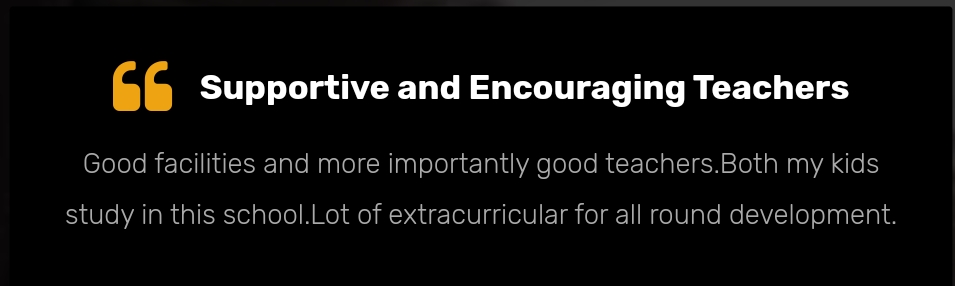 Supportive and Encouraging Teachers
Good facilities and more importantly good teachers.Both my kids
study in this school.Lot of extracurricular for all round development.